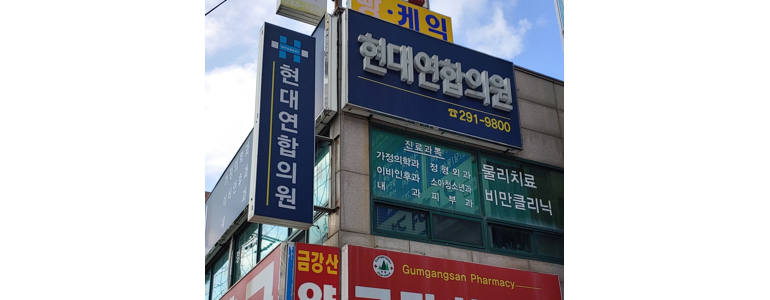 광·케익
현대연합의원
☎291-9800
현대연합의원
진료과목
가정의학과 정형외과
이비인후과 소아청소년과
내과 피부과
물리치료
비만클리닉
금강산
약
Gumgangsan Pharmacy